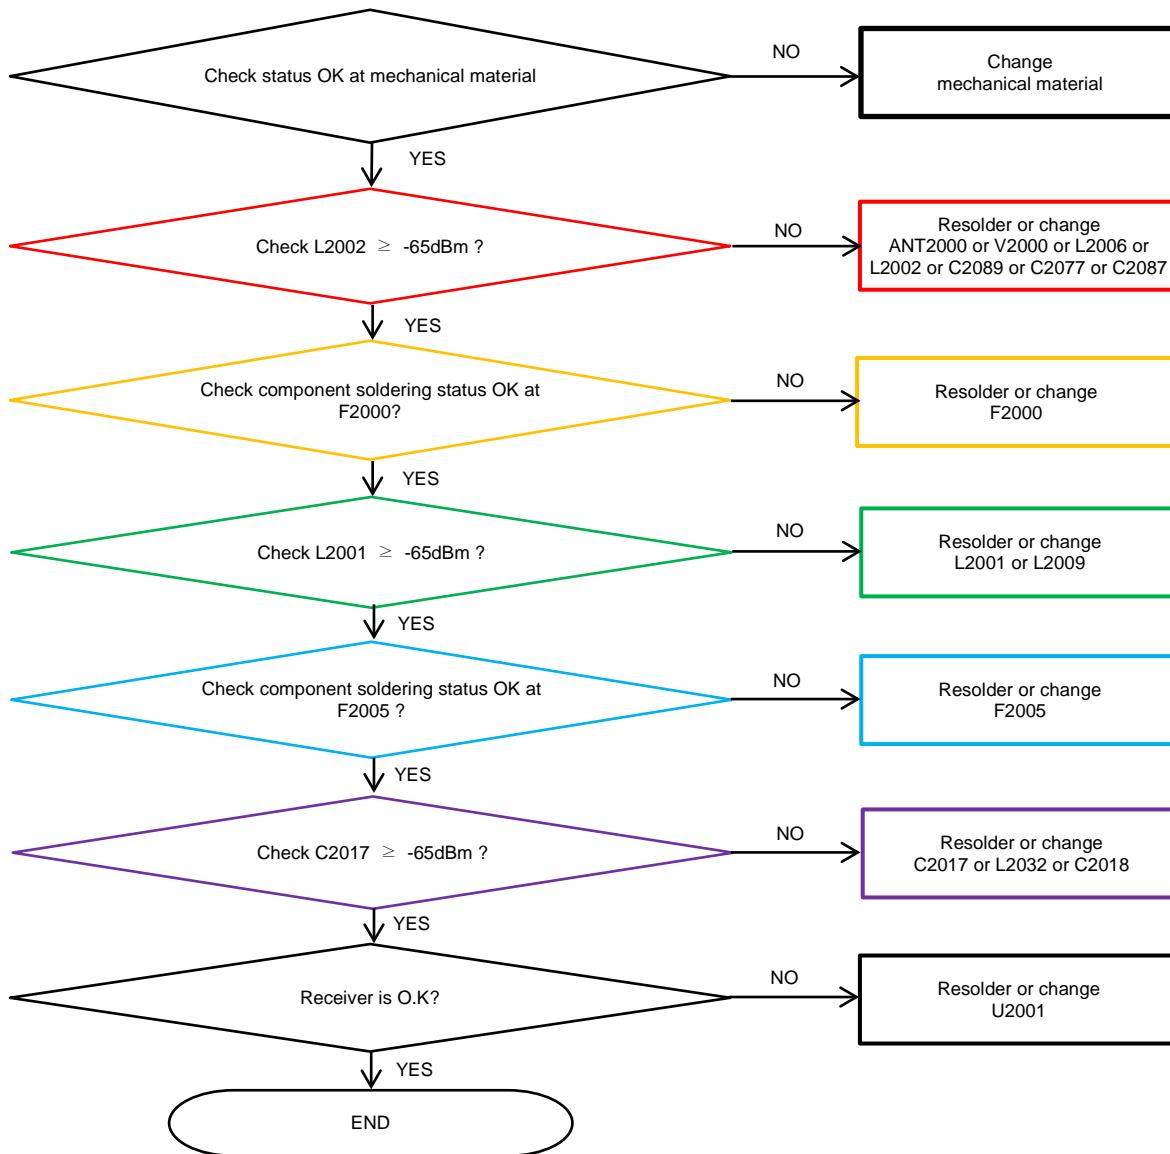 Check status OK at mechanical material
NO
Change
mechanical material
YES
Check L2002 ≥ -65dBm ?
NO
Resolder or change
ANT2000 or V2000 or L2006 or
L2002 or C2089 or C2077 or C2087
YES
Check component soldering status OK at
F2000?
NO
Resolder or change
F2000
YES
Check L2001 ≥ -65dBm ?
NO
Resolder or change
L2001 or L2009
YES
Check component soldering status OK at
F2005 ?
NO
Resolder or change
F2005
YES
Check C2017 ≥ -65dBm ?
NO
Resolder or change
C2017 or L2032 or C2018
YES
Receiver is O.K?
NO
Resolder or change
U2001
YES
END